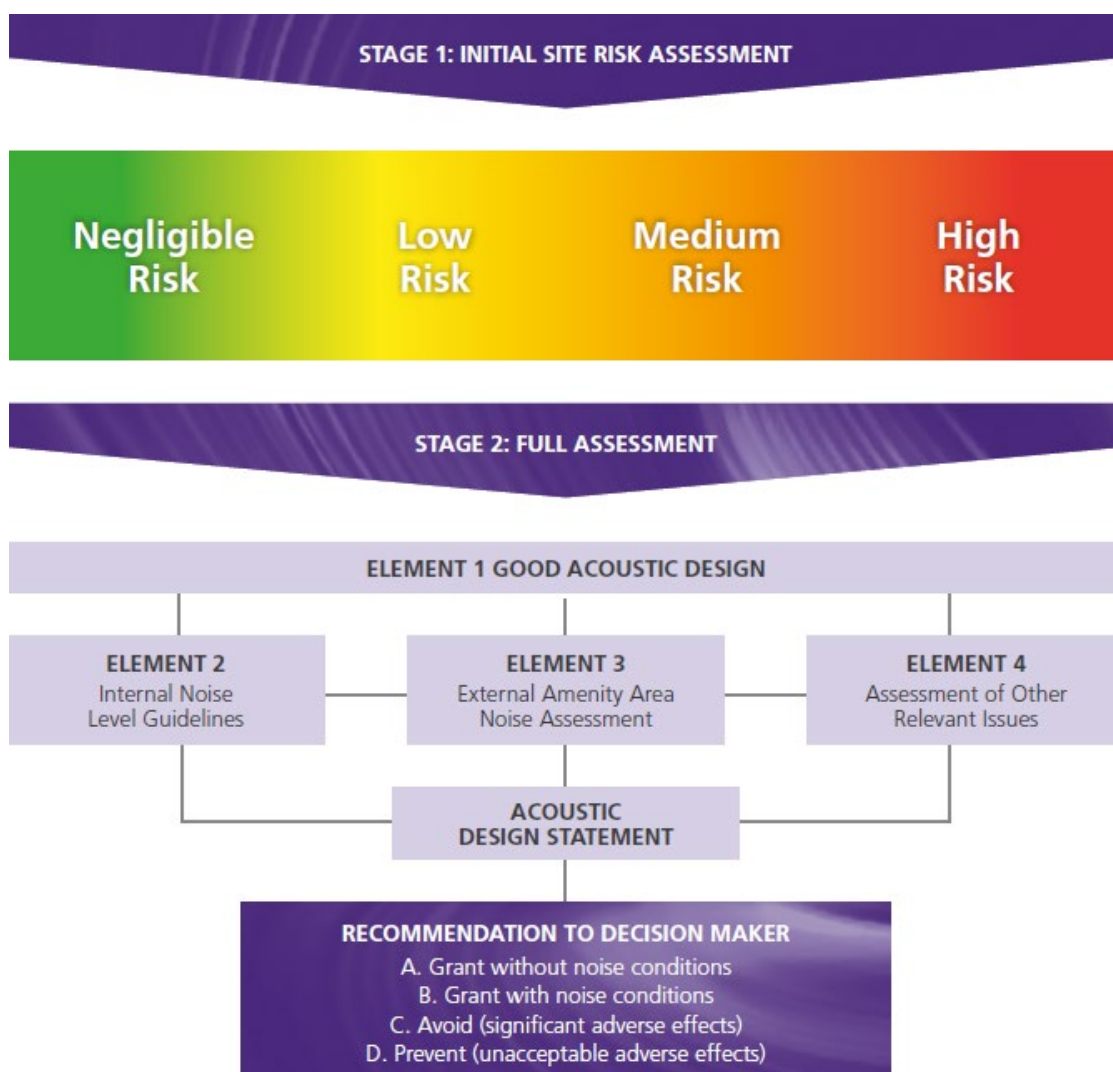 STAGE 1: INITIAL SITE RISK ASSESSMENT
Negligible
Risk
Low
Risk
Medium
Risk
High
Risk
STAGE 2: FULL ASSESSMENT
ELEMENT 1 GOOD ACOUSTIC DESIGN
ELEMENT 2
Internal Noise
Level Guidelines
ELEMENT 3
External Amenity Area
Noise Assessment
ELEMENT 4
Assessment of Other
Relevant Issues
ACOUSTIC
DESIGN STATEMENT
RECOMMENDATION TO DECISION MAKER
A. Grant without noise conditions
B. Grant with noise conditions
C. Avoid (significant adverse effects)
D. Prevent (unacceptable adverse effects)